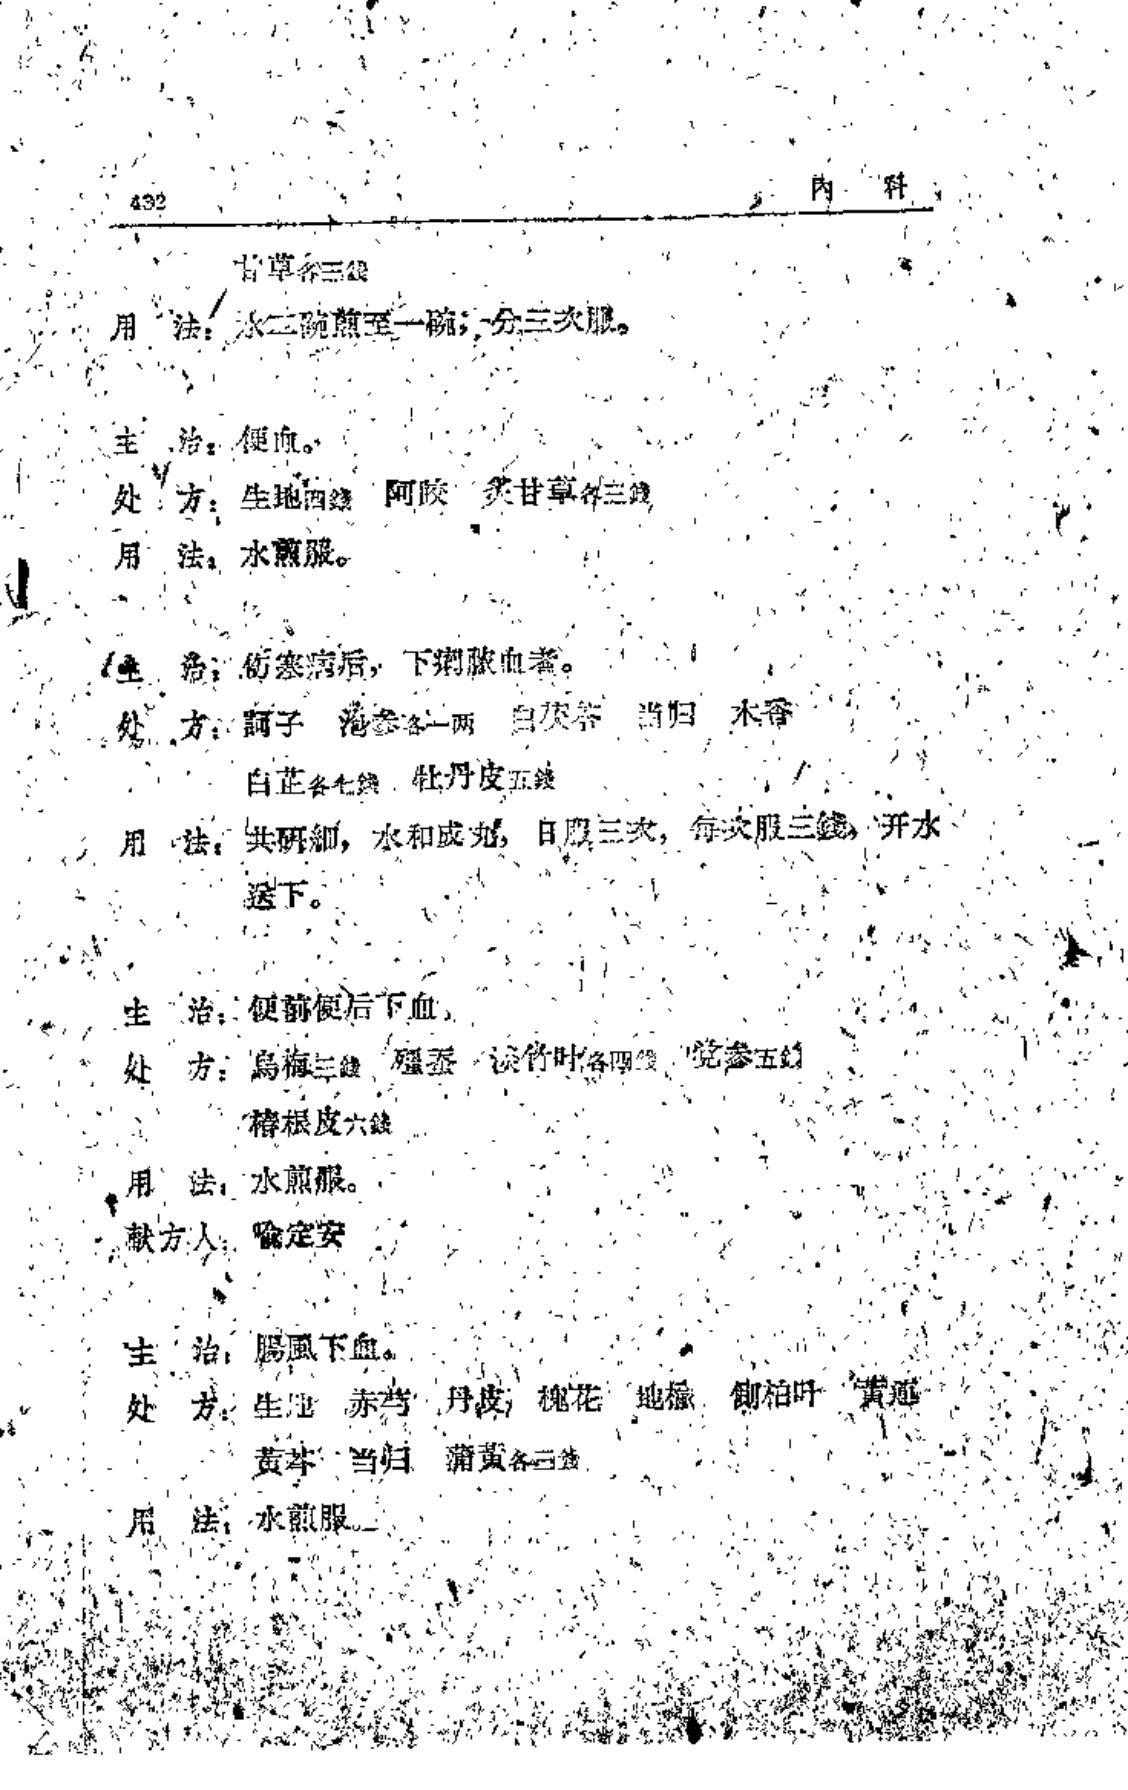 432
内 科
甘草各三錢
用 法：水二碗煎至一碗，分三次服。
主 治：便血。
处 方：生地四錢 阿胶 炙甘草各三錢
用 法：水煎服。
主 治：伤寒病后，下痢脓血者。
处 方：訶子 党参各一两 白茯苓 当归 木香
白芷各七錢 牡丹皮五錢
用 法：共研細，水和成丸，日服三次，每次服三錢，开水
送下。
主 治：便前便后下血。
处 方：烏梅三錢 殭蚕 淡竹叶各四錢 党参五錢
椿根皮六錢
用 法：水煎服。
献方人：喻定安
主 治：腸風下血。
处 方：生地 赤芍 丹皮 槐花 地榆 側柏叶 黄連
黄芩 当归 蒲黄各三錢
用 法：水煎服。